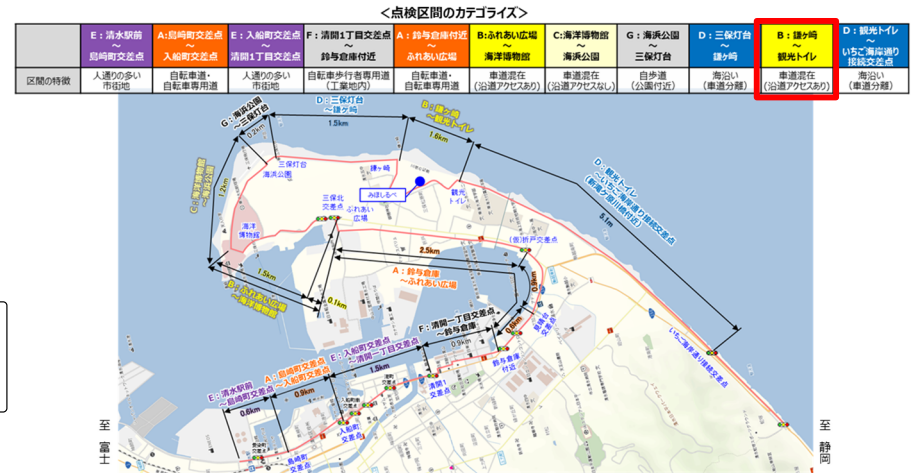 <点検区間のカテゴライズ>
E：清水駅前
～
島崎町交差点
A：島崎町交差点
～
入船町交差点
E：入船町交差点
～
清開1丁目交差点
F：清開1丁目交差点
～
鈴与倉庫付近
A：鈴与倉庫付近
～
ふれあい広場
B:ふれあい広場
～
海洋博物館
C：海洋博物館
～
海浜公園
G：海浜公園
～
三保灯台
D：三保灯台
～
鎌ヶ崎
B：鎌ヶ崎
～
観光トイレ
D：観光トイレ
～
いちご海岸通り
接続交差点
区間の特徴
人通りの多い
市街地
自転車道・
自転車専用道
人通りの多い
市街地
自転車歩行者専用道
（工業地内）
自転車道・
自転車専用道
車道混在
(沿道アクセスあり)
車道混在
(沿道アクセスなし)
自歩道
（公園付近）
海沿い
（車道分離）
車道混在
(沿道アクセスあり)
海沿い
（車道分離）
D：三保灯台
～鎌ヶ崎
1.5km
G：海浜公園
～三保灯台
0.2km
B：鎌ヶ崎
～観光トイレ
1.6km
C：海洋博物館
～海浜公園
1.2km
三保灯台
海浜公園
鎌ヶ崎
みほしるべ
観光
トイレ
D：観光トイレ
～いちご海岸通り接続交差点
5.1km
三保北
交差点
ふれあい
広場
海洋
博物館
(仮)折戸交差点
2.5km
A：鈴与倉庫
～ふれあい広場
1.5km
0.1km
B：ふれあい広場
～海洋博物館
0.9km
0.6km
F：清開一丁目交差点
～鈴与倉庫
0.9km
鈴与倉庫
付近
いちご海岸通り接続交差点
E：入船町交差点
～清開一丁目交差点
1.5km
A：島崎町交差点
～入船町交差点
0.9km
E：清水駅前
～島崎町交差点
0.6km
清開1
交差点
入船町
交差点
島崎町
交差点
至 富士
至 静岡